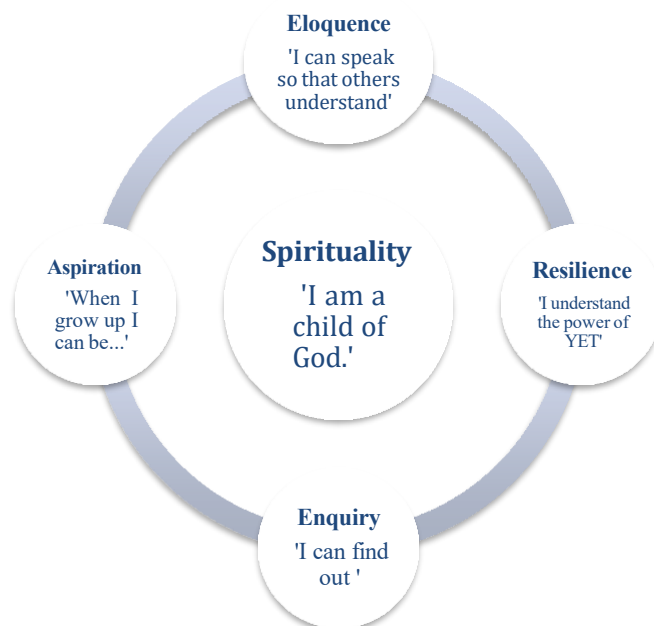 Eloquence
'I can speak
so that others
understand'
Spirituality
'I am a
child of
God.'
Resilience
'I understand
the power of
YET'
Enquiry
'I can find
out '
Aspiration
'When I
grow up I
can be...'